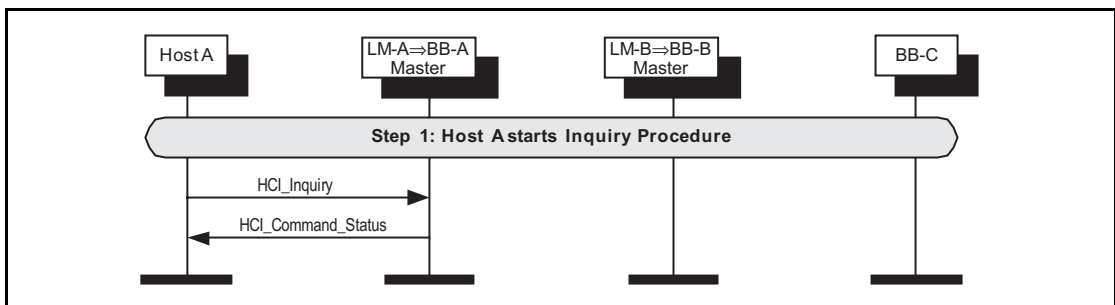 Host A
LM-A⇒BB-A
Master
LM-B⇒BB-B
Master
BB-C
Step 1: Host A starts Inquiry Procedure
HCI_Inquiry
HCI_Command_Status